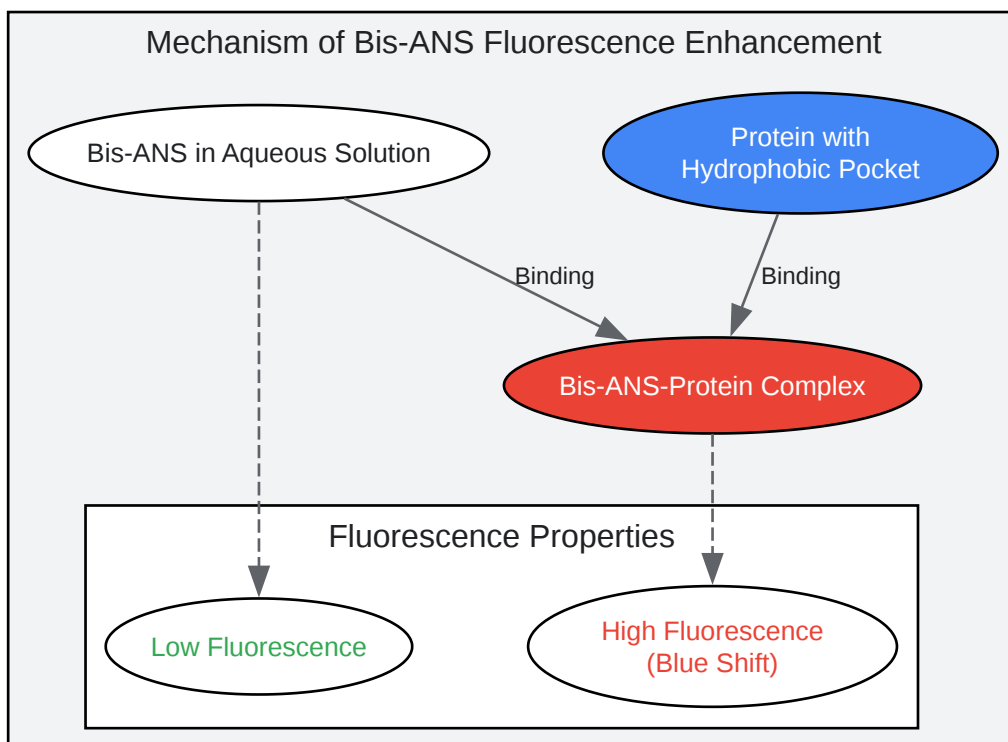 Mechanism of Bis-ANS Fluorescence Enhancement
Bis-ANS in Aqueous Solution
Protein with
Hydrophobic Pocket
Binding
Binding
Bis-ANS-Protein Complex
Fluorescence Properties
Low Fluorescence
High Fluorescence
(Blue Shift)